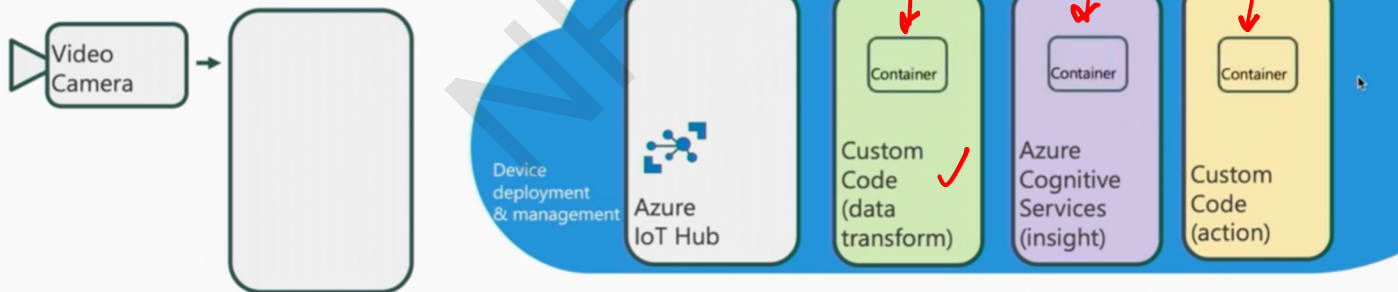 Video
Camera
Device
deployment
& management
Azure
IoT Hub
Container
Custom
Code
(data
transform)
Container
Azure
Cognitive
Services
(insight)
Container
Custom
Code
(action)